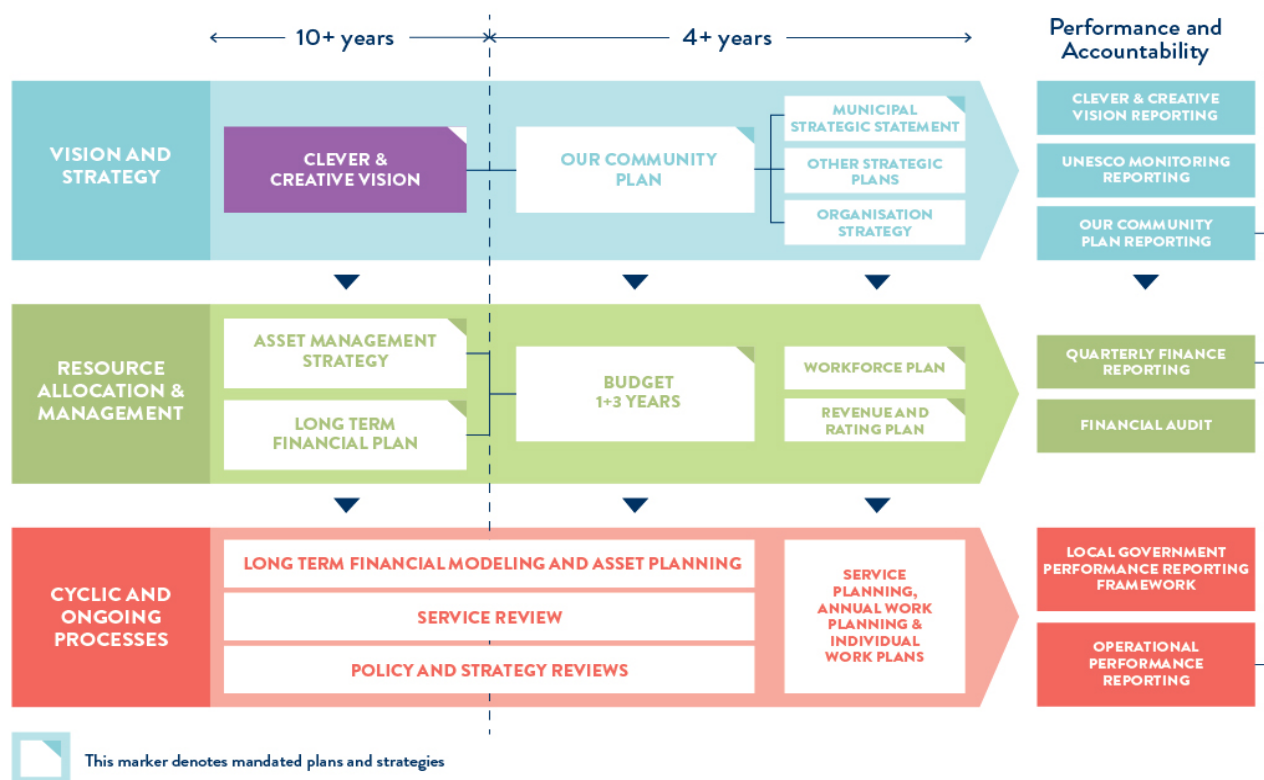 10+ years
4+ years
Performance and
Accountability
VISION AND
STRATEGY
CLEVER &
CREATIVE VISION
OUR COMMUNITY
PLAN
MUNICIPAL
STRATEGIC STATEMENT
OTHER STRATEGIC
PLANS
ORGANISATION
STRATEGY
CLEVER & CREATIVE
VISION REPORTING
UNESCO MONITORING
REPORTING
OUR COMMUNITY
PLAN REPORTING
RESOURCE
ALLOCATION &
MANAGEMENT
ASSET MANAGEMENT
STRATEGY
LONG TERM
FINANCIAL PLAN
BUDGET
1+3 YEARS
WORKFORCE PLAN
REVENUE AND
RATING PLAN
QUARTERLY FINANCE
REPORTING
FINANCIAL AUDIT
CYCLIC AND
ONGOING
PROCESSES
LONG TERM FINANCIAL MODELING AND ASSET PLANNING
SERVICE REVIEW
POLICY AND STRATEGY REVIEWS
SERVICE
PLANNING,
ANNUAL WORK
PLANNING &
INDIVIDUAL
WORK PLANS
LOCAL GOVERNMENT
PERFORMANCE REPORTING
FRAMEWORK
OPERATIONAL
PERFORMANCE
REPORTING
This marker denotes mandated plans and strategies